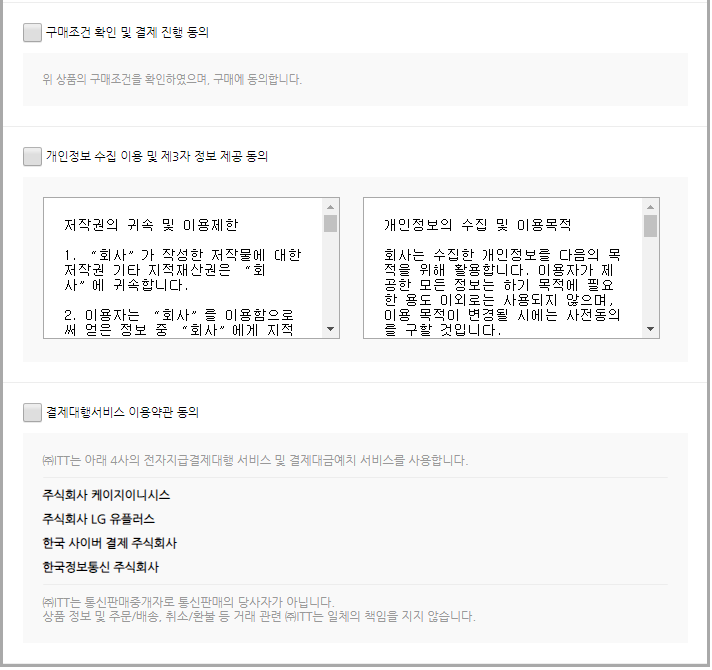 구매조건 확인 및 결제 진행 동의
위 상품의 구매조건을 확인하였으며, 구매에 동의합니다.
개인정보 수집 이용 및 제3자 정보 제공 동의
저작권의 귀속 및 이용제한
1. “회사”가 작성한 저작물에 대한
저작권 기타 지적재산권은 “회
사”에 귀속합니다.
2. 이용자는 “회사”를 이용함으로
써 얻은 정보 중 “회사”에게 지적
개인정보의 수집 및 이용목적
회사는 수집한 개인정보를 다음의 목
적을 위해 활용합니다. 이용자가 제
공한 모든 정보는 하기 목적에 필요
한 용도 이외로는 사용되지 않으며,
이용 목적이 변경될 시에는 사전동의
를 구할 것입니다.
결제대행서비스 이용약관 동의
㈜ITT는 아래 4사의 전자지급결제대행 서비스 및 결제대금예치 서비스를 사용합니다.
주식회사 케이지이니시스
주식회사 LG 유플러스
한국 사이버 결제 주식회사
한국정보통신 주식회사
㈜ITT는 통신판매중개자로 통신판매의 당사자가 아닙니다.
상품 정보 및 주문/배송, 취소/환불 등 거래 관련 ㈜ITT는 일체의 책임을 지지 않습니다.